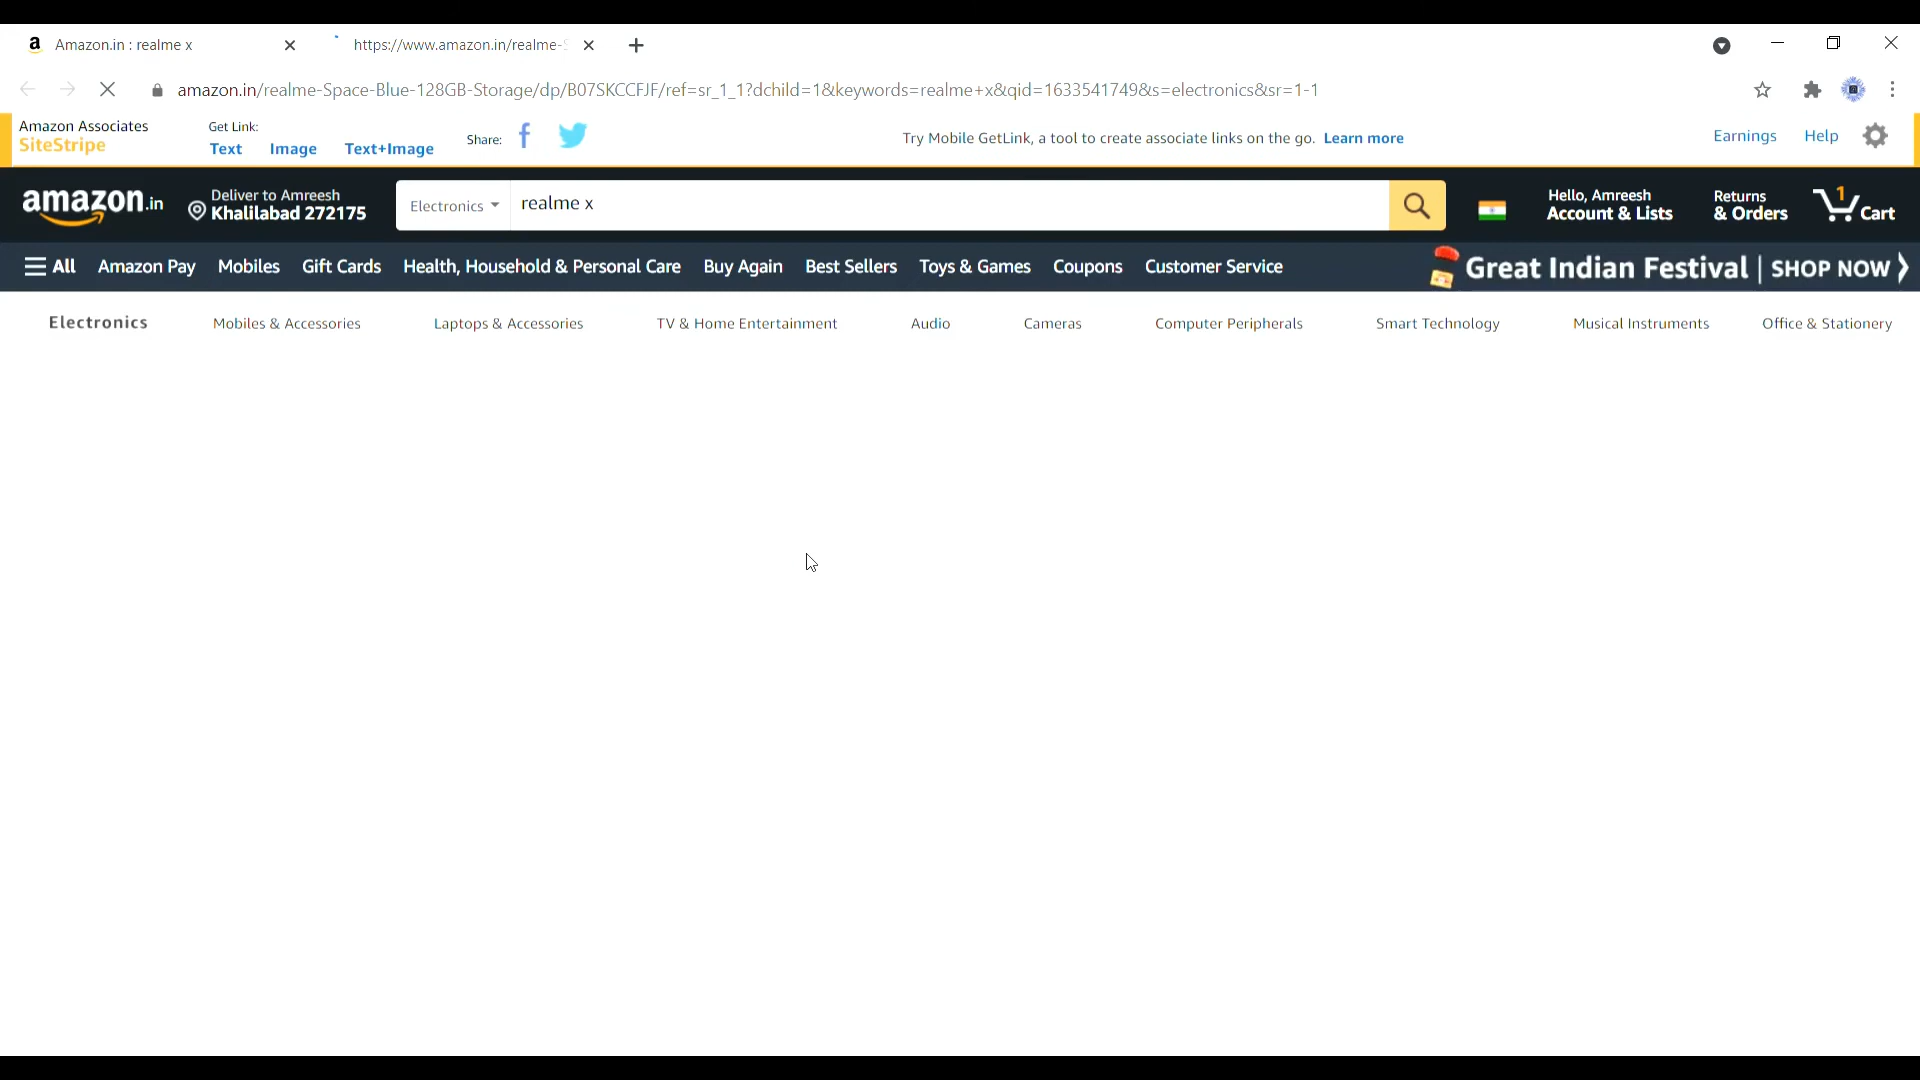 Amazon.in : realme x
https://www.amazon.in/realme-S
amazon.in/realme-Space-Blue-128GB-Storage/dp/B07SKCCFJF/ref=sr_1_1?dchild=1&keywords=realme+x&qid=1633541749&s=electronics&sr=1-1
Amazon Associates
SiteStripe
Get Link:
Text Image Text+Image
Share:
Try Mobile GetLink, a tool to create associate links on the go. Learn more
Earnings Help
amazon.in
Deliver to Amreesh
Khalilabad 272175
Electronics
realme x
Hello, Amreesh
Account & Lists
Returns
& Orders
1
Cart
All Amazon Pay Mobiles Gift Cards Health, Household & Personal Care Buy Again Best Sellers Toys & Games Coupons Customer Service
Great Indian Festival | SHOP NOW
Electronics Mobiles & Accessories Laptops & Accessories TV & Home Entertainment Audio Cameras Computer Peripherals Smart Technology Musical Instruments Office & Stationery